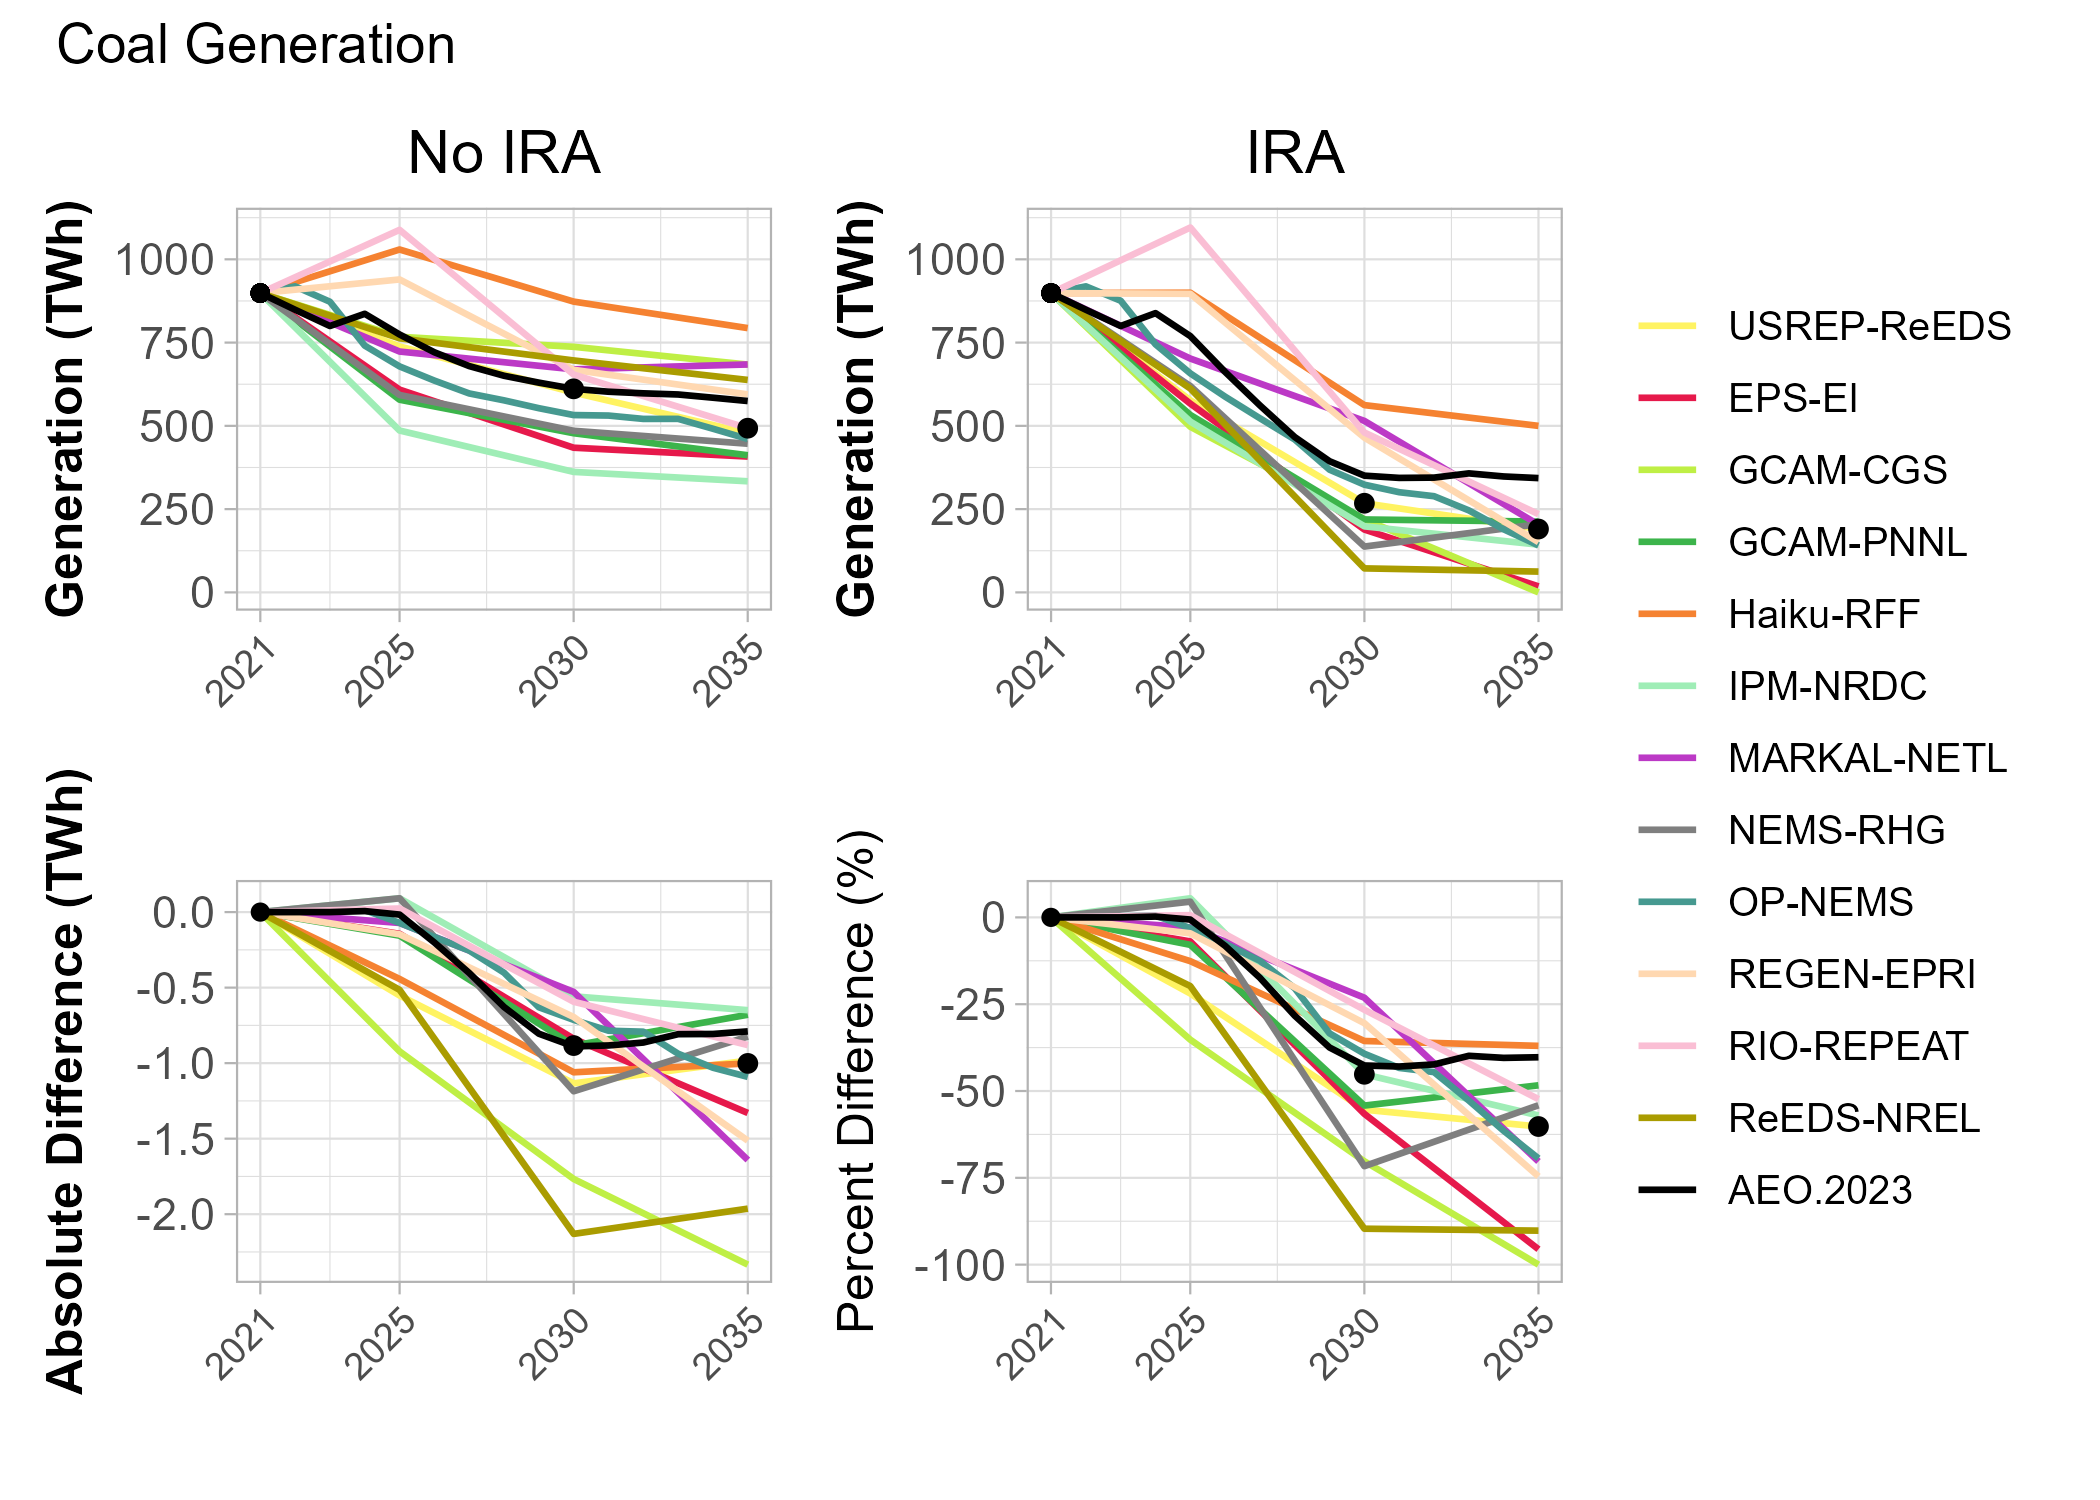 Coal Generation
No IRA
IRA
Generation (TWh)
1000
750
500
250
0
2021
2025
2030
2035
Generation (TWh)
1000
750
500
250
0
2021
2025
2030
2035
Absolute Difference (TWh)
0.0
-0.5
-1.0
-1.5
-2.0
2021
2025
2030
2035
Percent Difference (%)
0
-25
-50
-75
-100
2021
2025
2030
2035
USREP-ReEDS
EPS-EI
GCAM-CGS
GCAM-PNNL
Haiku-RFF
IPM-NRDC
MARKAL-NETL
NEMS-RHG
OP-NEMS
REGEN-EPRI
RIO-REPEAT
ReEDS-NREL
AEO.2023